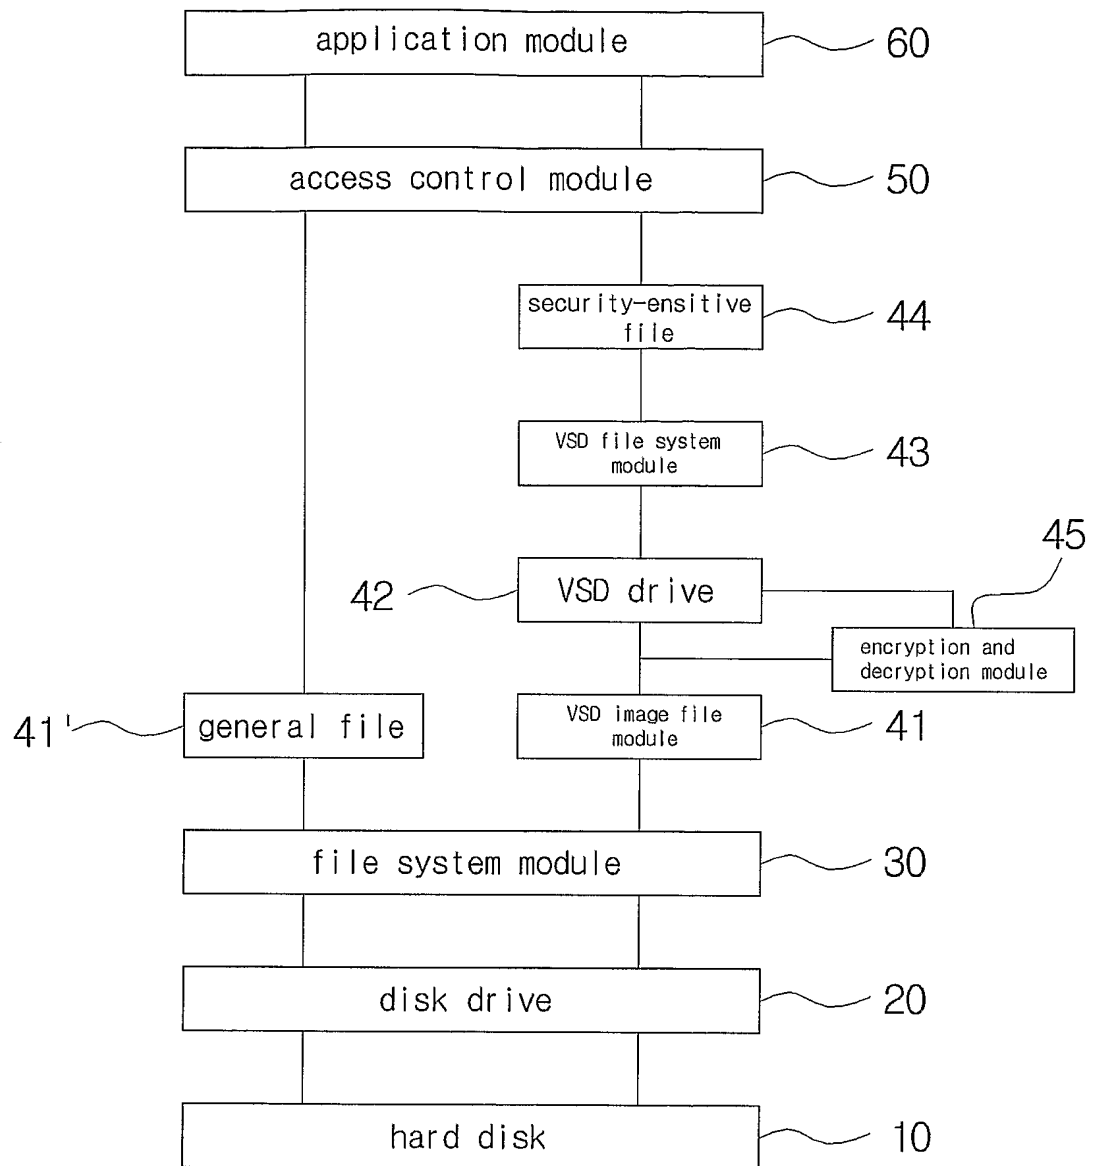 application module
60
access control module
50
security-ensitive
file
44
VSD file system
module
43
45
42
VSD drive
encryption and
decryption module
41'
general file
VSD image file
module
41
file system module
30
disk drive
20
hard disk
10